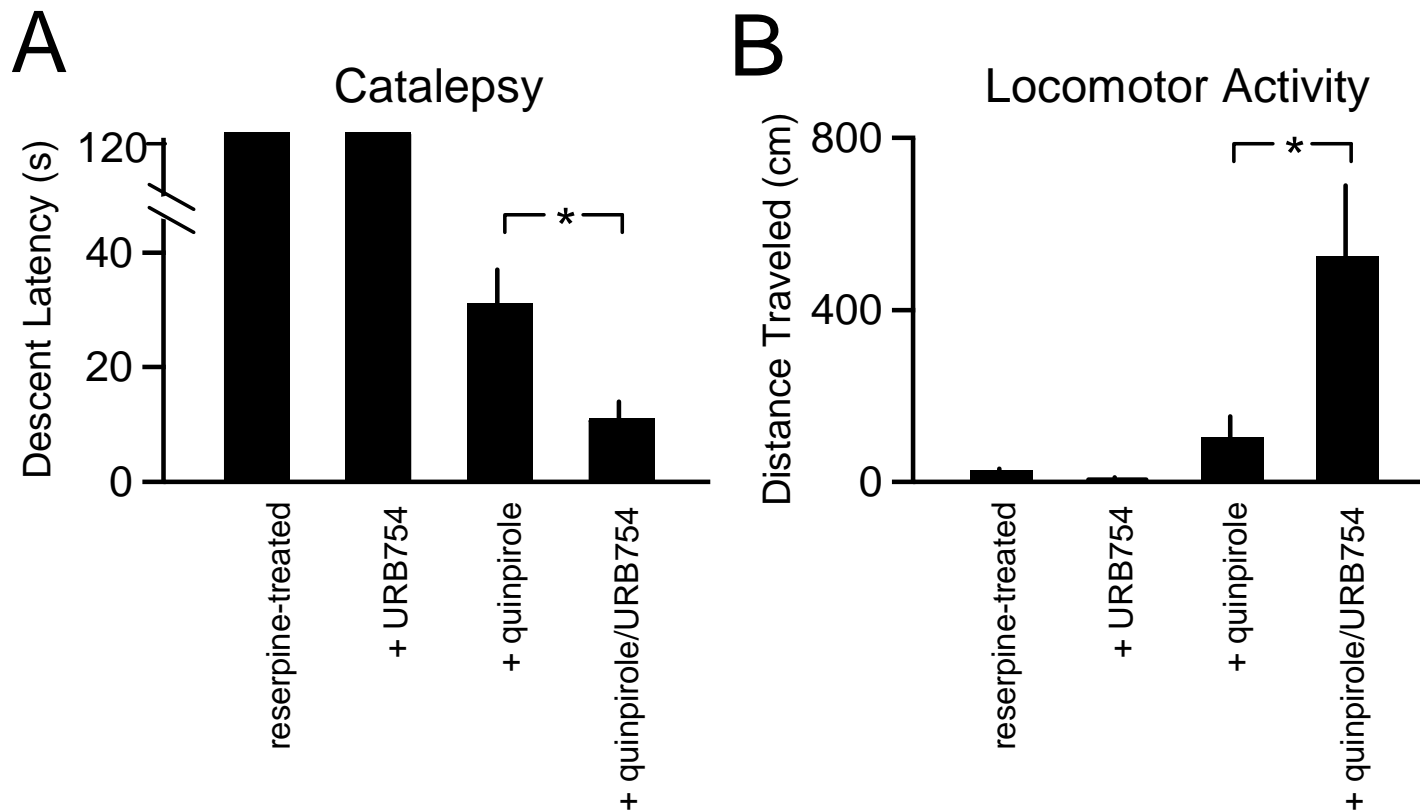 A
Catalepsy
Descent Latency (s)
120
40
20
0
*
reserpine-treated
+ URB754
+ quinpirole
+ quinpirole/URB754
B
Locomotor Activity
Distance Traveled (cm)
800
400
0
*
reserpine-treated
+ URB754
+ quinpirole
+ quinpirole/URB754